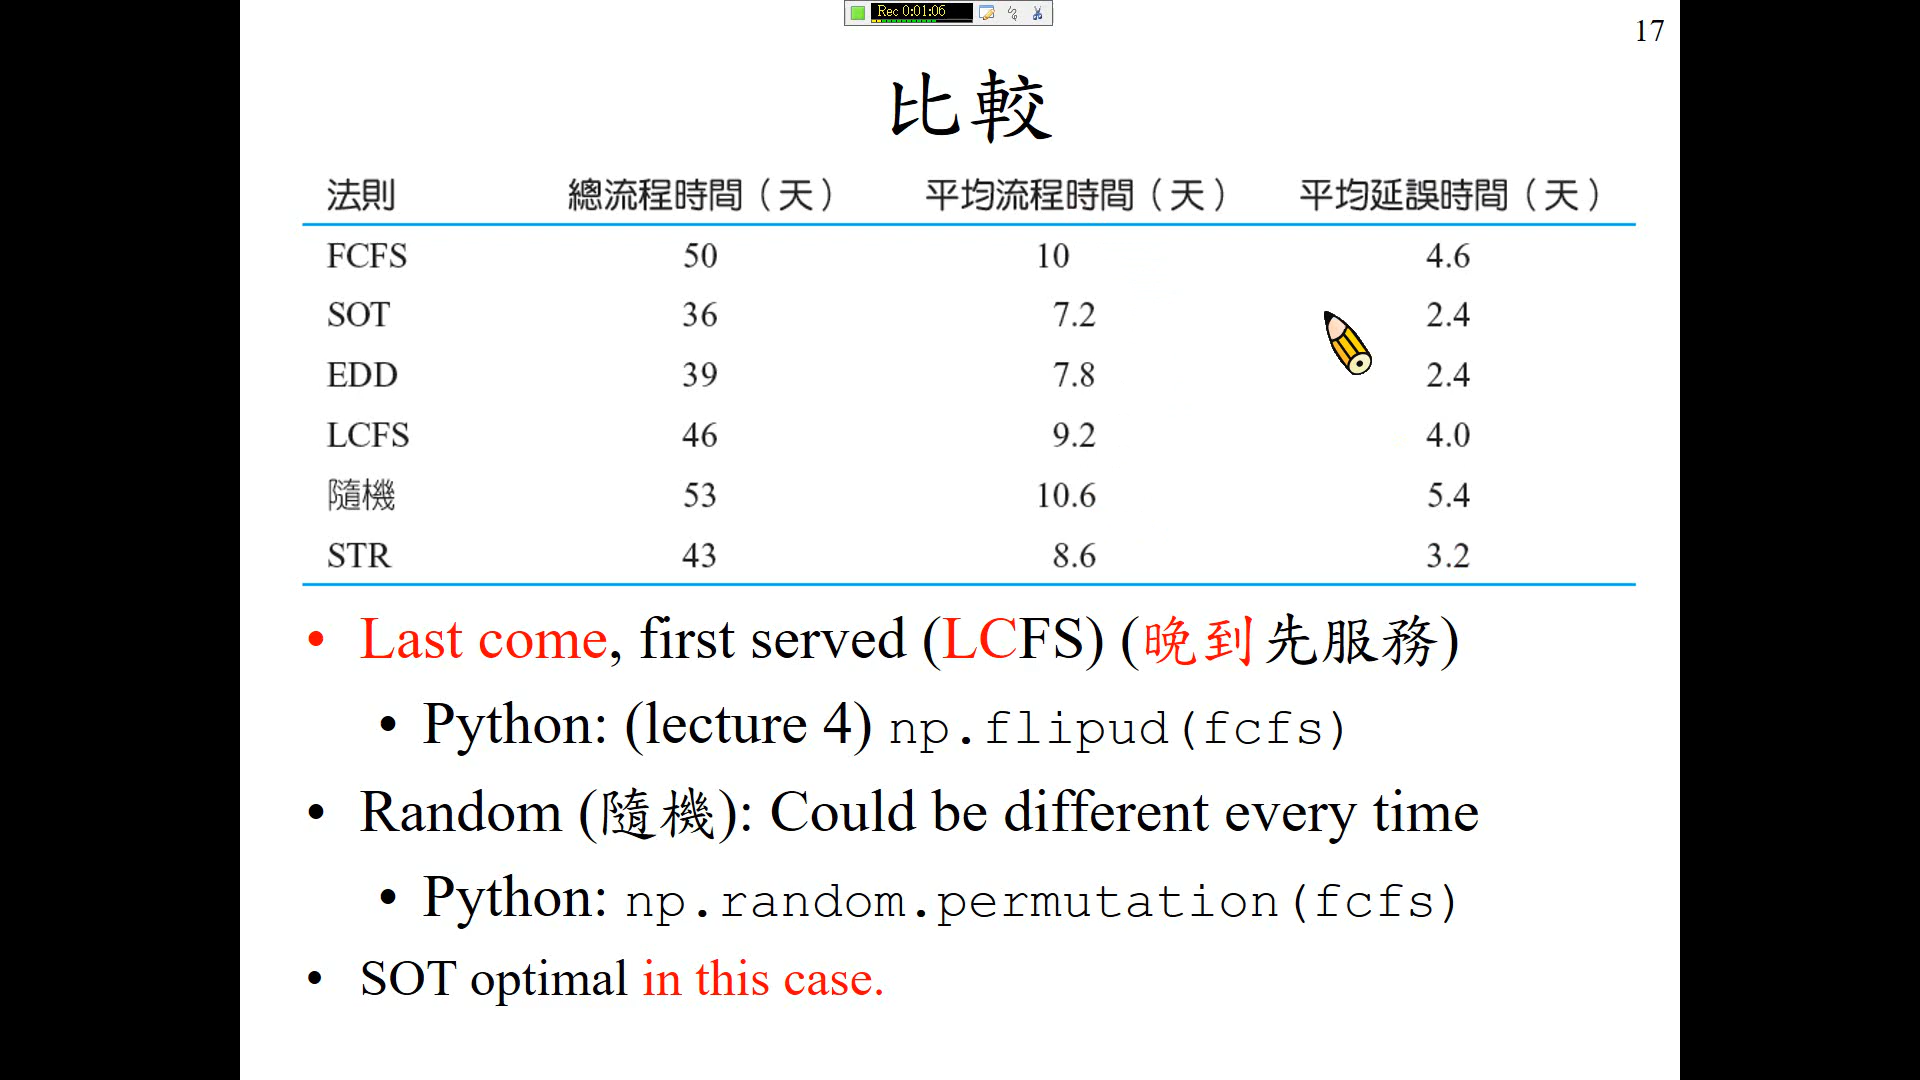 Rec 0:01:06
17
比較
法則 總流程時間（天） 平均流程時間（天） 平均延誤時間（天）
FCFS 50 10 4.6
SOT 36 7.2 2.4
EDD 39 7.8 2.4
LCFS 46 9.2 4.0
隨機 53 10.6 5.4
STR 43 8.6 3.2
• Last come, first served (LCFS) (晚到先服務)
• Python: (lecture 4) np.flipud(fcfs)
• Random (隨機): Could be different every time
• Python: np.random.permutation(fcfs)
• SOT optimal in this case.